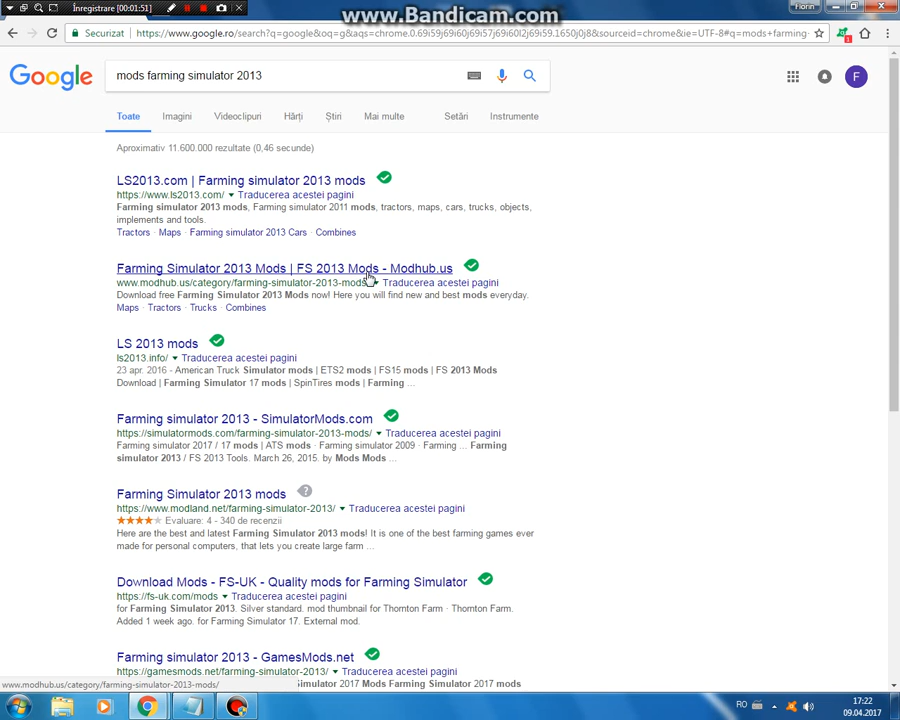 Înregistrare [00:01:51]
www.Bandicam.com
Florin
Securizat
https://www.google.ro/search?q=google&oq=g&aqs=chrome.0.69i59j69i60j69i57j69i60l2j69i59.1650j0j8&sourceid=chrome&ie=UTF-8#q=mods+farming-
1
Google
mods farming simulator 2013
F
Toate Imagini Videoclipuri Hărți Știri Mai multe Setări Instrumente
Aproximativ 11.600.000 rezultate (0,46 secunde)
LS2013.com | Farming simulator 2013 mods
https://www.ls2013.com/ Traducerea acestei pagini
Farming simulator 2013 mods, Farming simulator 2011 mods, tractors, maps, cars, trucks, objects,
implements and tools.
Tractors · Maps · Farming simulator 2013 Cars · Combines
Farming Simulator 2013 Mods | FS 2013 Mods - Modhub.us
www.modhub.us/category/farming-simulator-2013-mods/ Traducerea acestei pagini
Download free Farming Simulator 2013 Mods now! Here you will find new and best mods everyday.
Maps · Tractors · Trucks · Combines
LS 2013 mods
ls2013.info/ Traducerea acestei pagini
23 apr. 2016 - American Truck Simulator mods | ETS2 mods | FS15 mods | FS 2013 Mods
Download | Farming Simulator 17 mods | SpinTires mods | Farming ...
Farming simulator 2013 - SimulatorMods.com
https://simulatormods.com/farming-simulator-2013-mods/ Traducerea acestei pagini
Farming simulator 2017 / 17 mods | ATS mods · Farming simulator 2009 · Farming ... Farming
simulator 2013 / FS 2013 Tools. March 26, 2015. by Mods Mods ...
Farming Simulator 2013 mods
https://www.modland.net/farming-simulator-2013/ Traducerea acestei pagini
Evaluare: 4 - 340 de recenzii
Here are the best and latest Farming Simulator 2013 mods! It is one of the best farming games ever
made for personal computers, that lets you create large farm ...
Download Mods - FS-UK - Quality mods for Farming Simulator
https://fs-uk.com/mods Traducerea acestei pagini
for Farming Simulator 2013. Silver standard. mod thumbnail for Thornton Farm · Thornton Farm.
Added 1 week ago. for Farming Simulator 17. External mod.
Farming simulator 2013 - GamesMods.net
https://gamesmods.net/farming-simulator-2013/ Traducerea acestei pagini
www.modhub.us/category/farming-simulator-2013-mods/
simulator 2017 Mods Farming Simulator 2017 mods
RO
17:22
09.04.2017